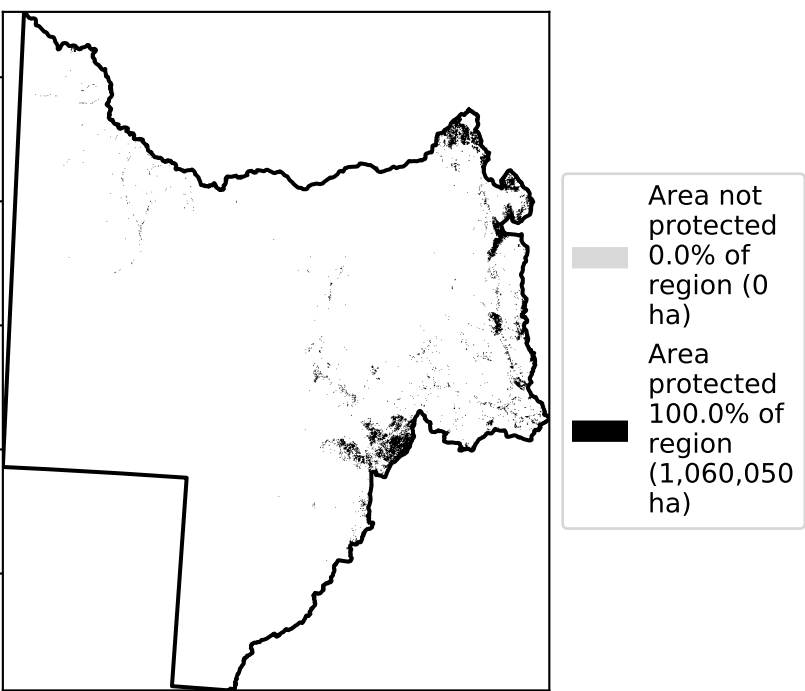 Area not
protected
0.0% of
region (0
ha)
Area
protected
100.0% of
region
(1,060,050
ha)